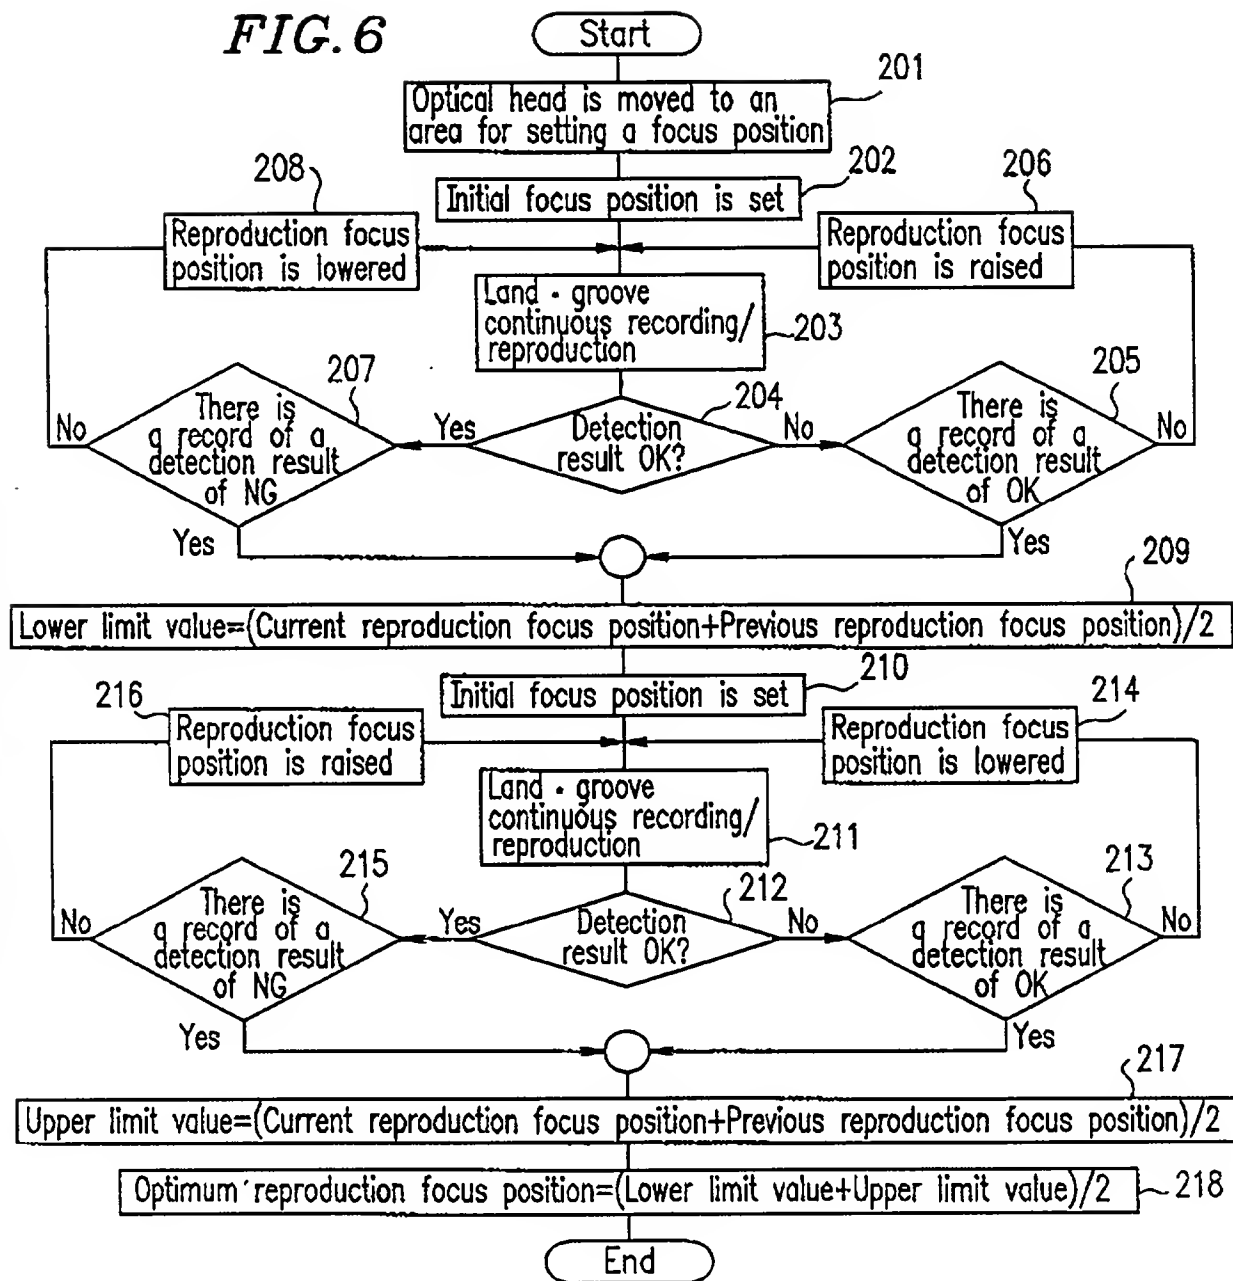 FIG. 6
Start
201
Optical head is moved to an
area for setting a focus position
208
202
206
Initial focus position is set
Reproduction focus
position is lowered
Reproduction focus
position is raised
Land - groove
continuous recording/
reproduction
203
207
204
205
There is
a record of a
detection result
of NG
No
Yes
Detection
result OK?
No
There is
a record of a
detection result
of OK
No
Yes
Yes
209
Lower limit value=(Current reproduction focus position+Previous reproduction focus position)/2
210
216
Initial focus position is set
214
Reproduction focus
position is raised
Reproduction focus
position is lowered
Land - groove
continuous recording/
reproduction
211
215
212
213
There is
a record of a
detection result
of NG
No
Yes
Detection
result OK?
No
There is
a record of a
detection result
of OK
No
Yes
Yes
217
Upper limit value=(Current reproduction focus position+Previous reproduction focus position)/2
Optimum reproduction focus position=(Lower limit value+Upper limit value)/2
218
End